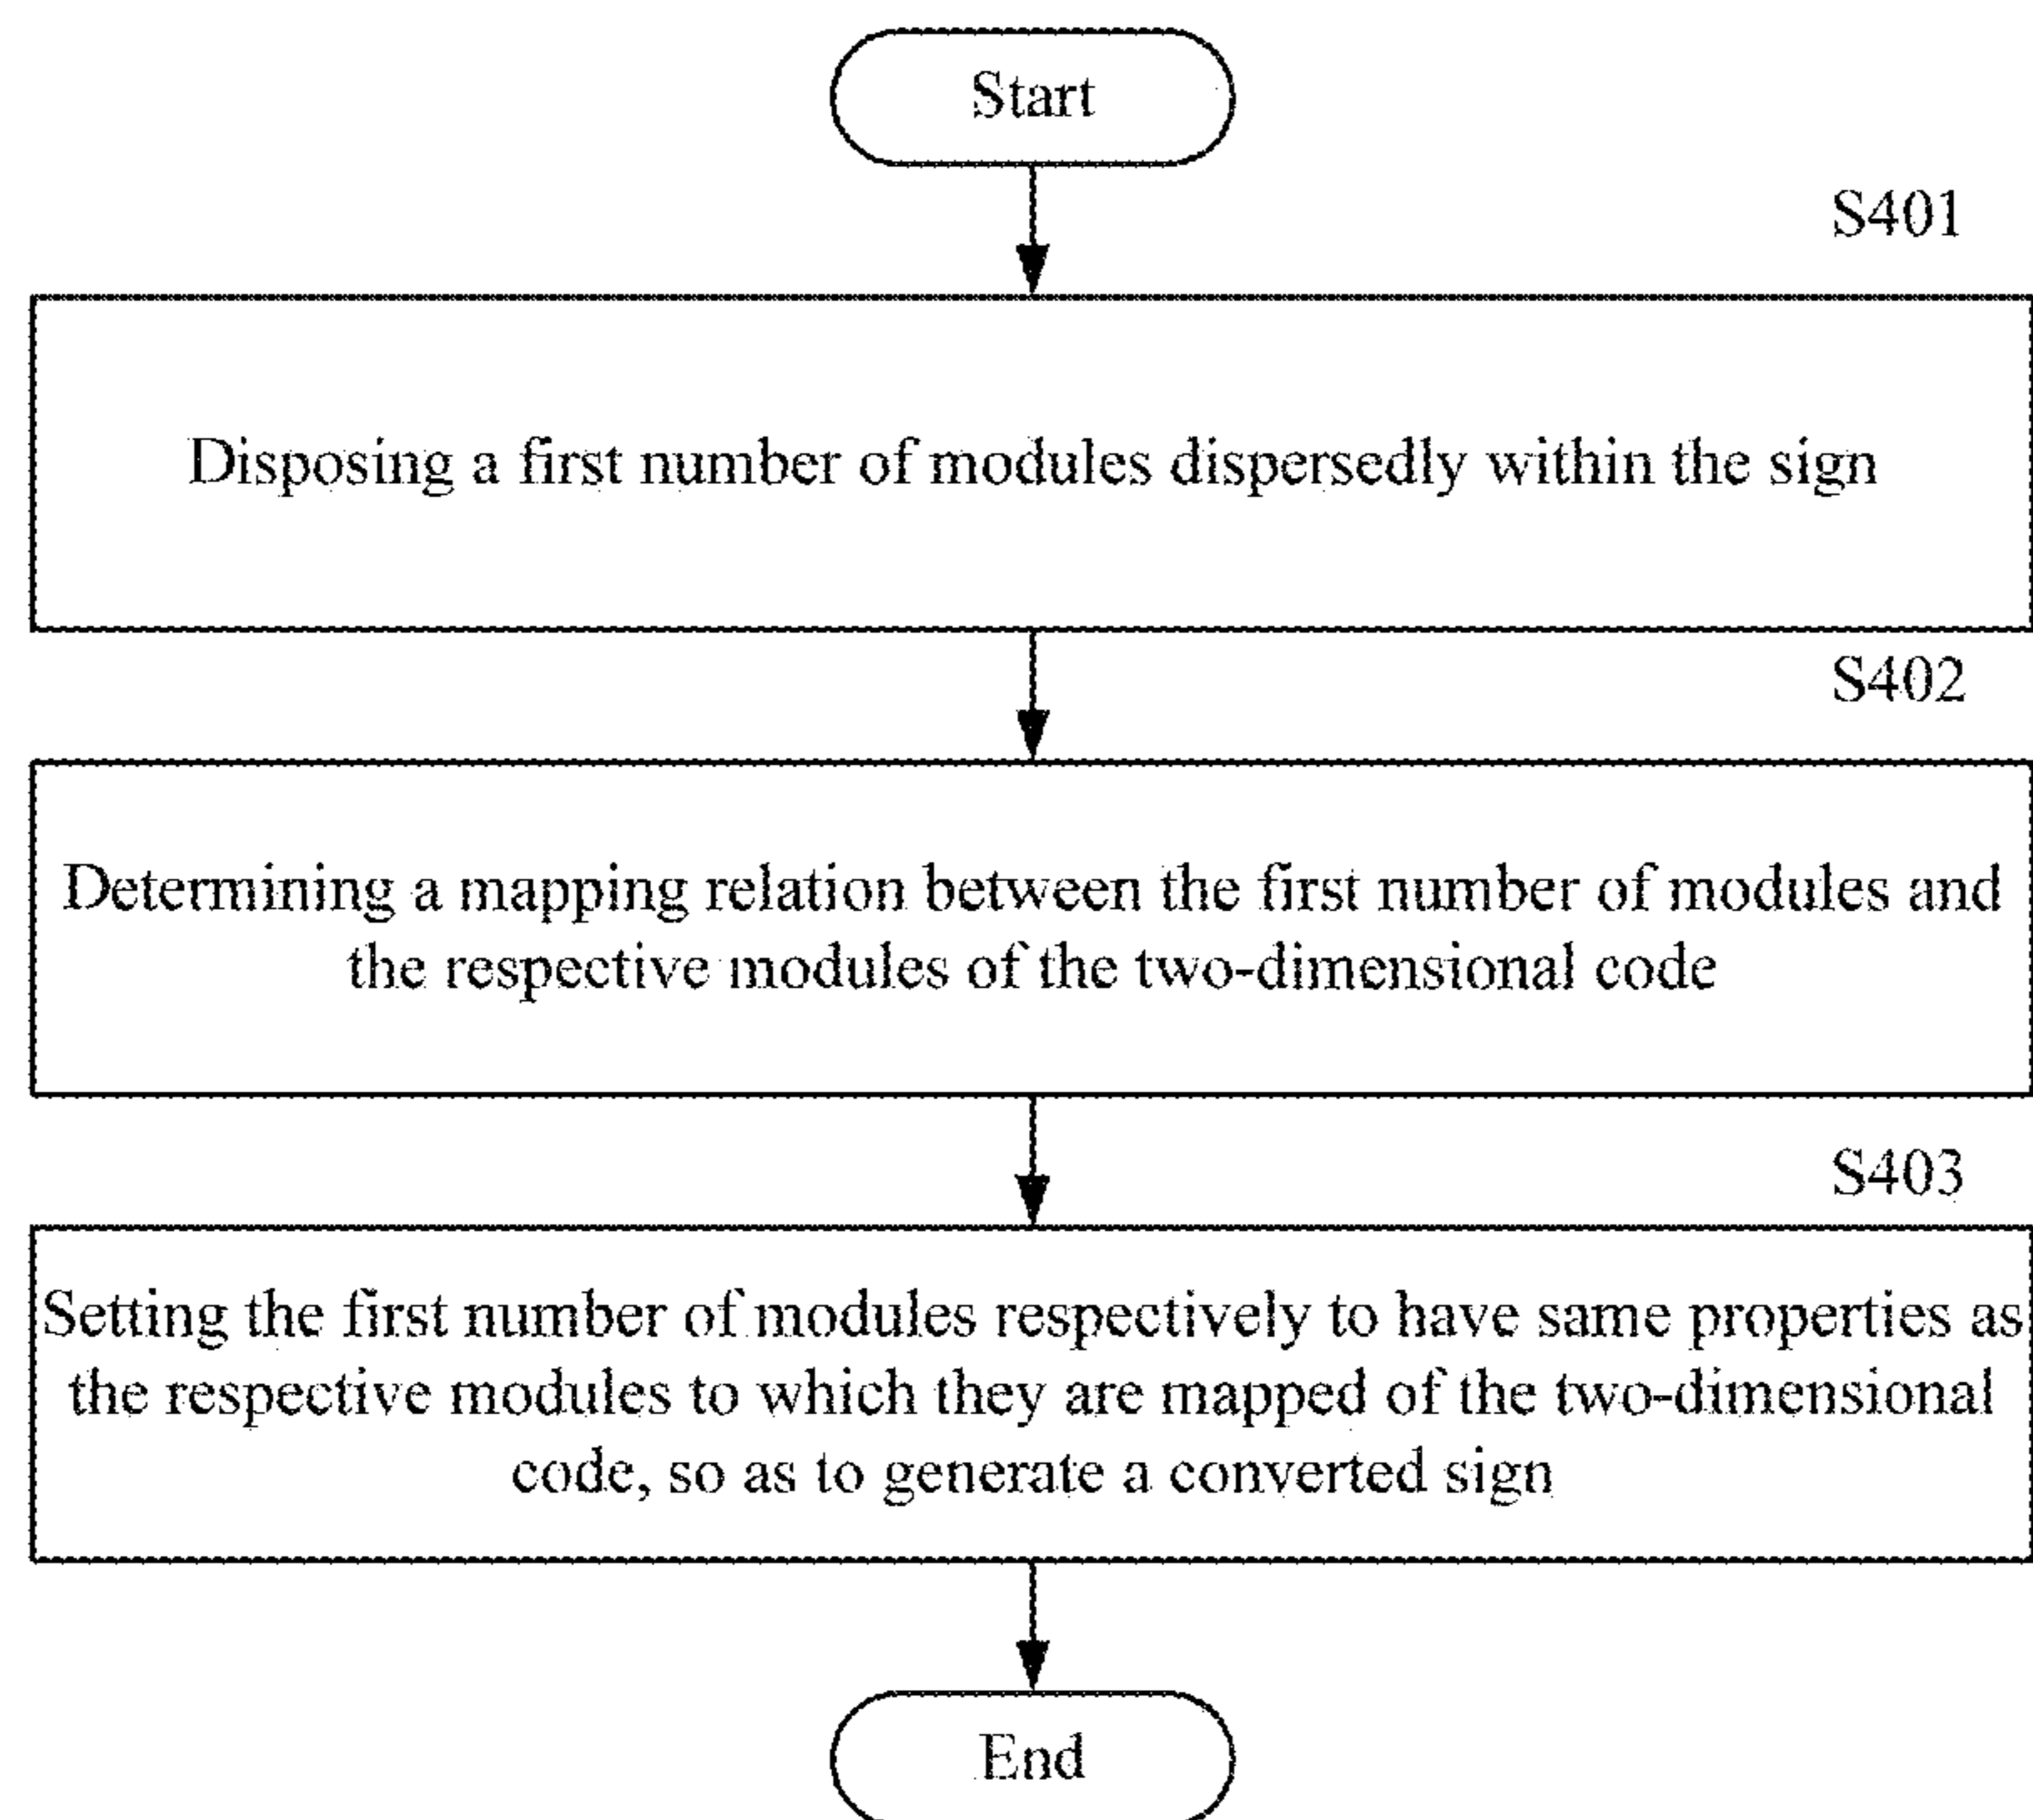 Start
S401
Disposing a first number of modules dispersedly within the sign
S402
Determining a mapping relation between the first number of modules and
the respective modules of the two-dimensional code
S403
Setting the first number of modules respectively to have same properties as
the respective modules to which they are mapped of the two-dimensional
code, so as to generate a converted sign
End